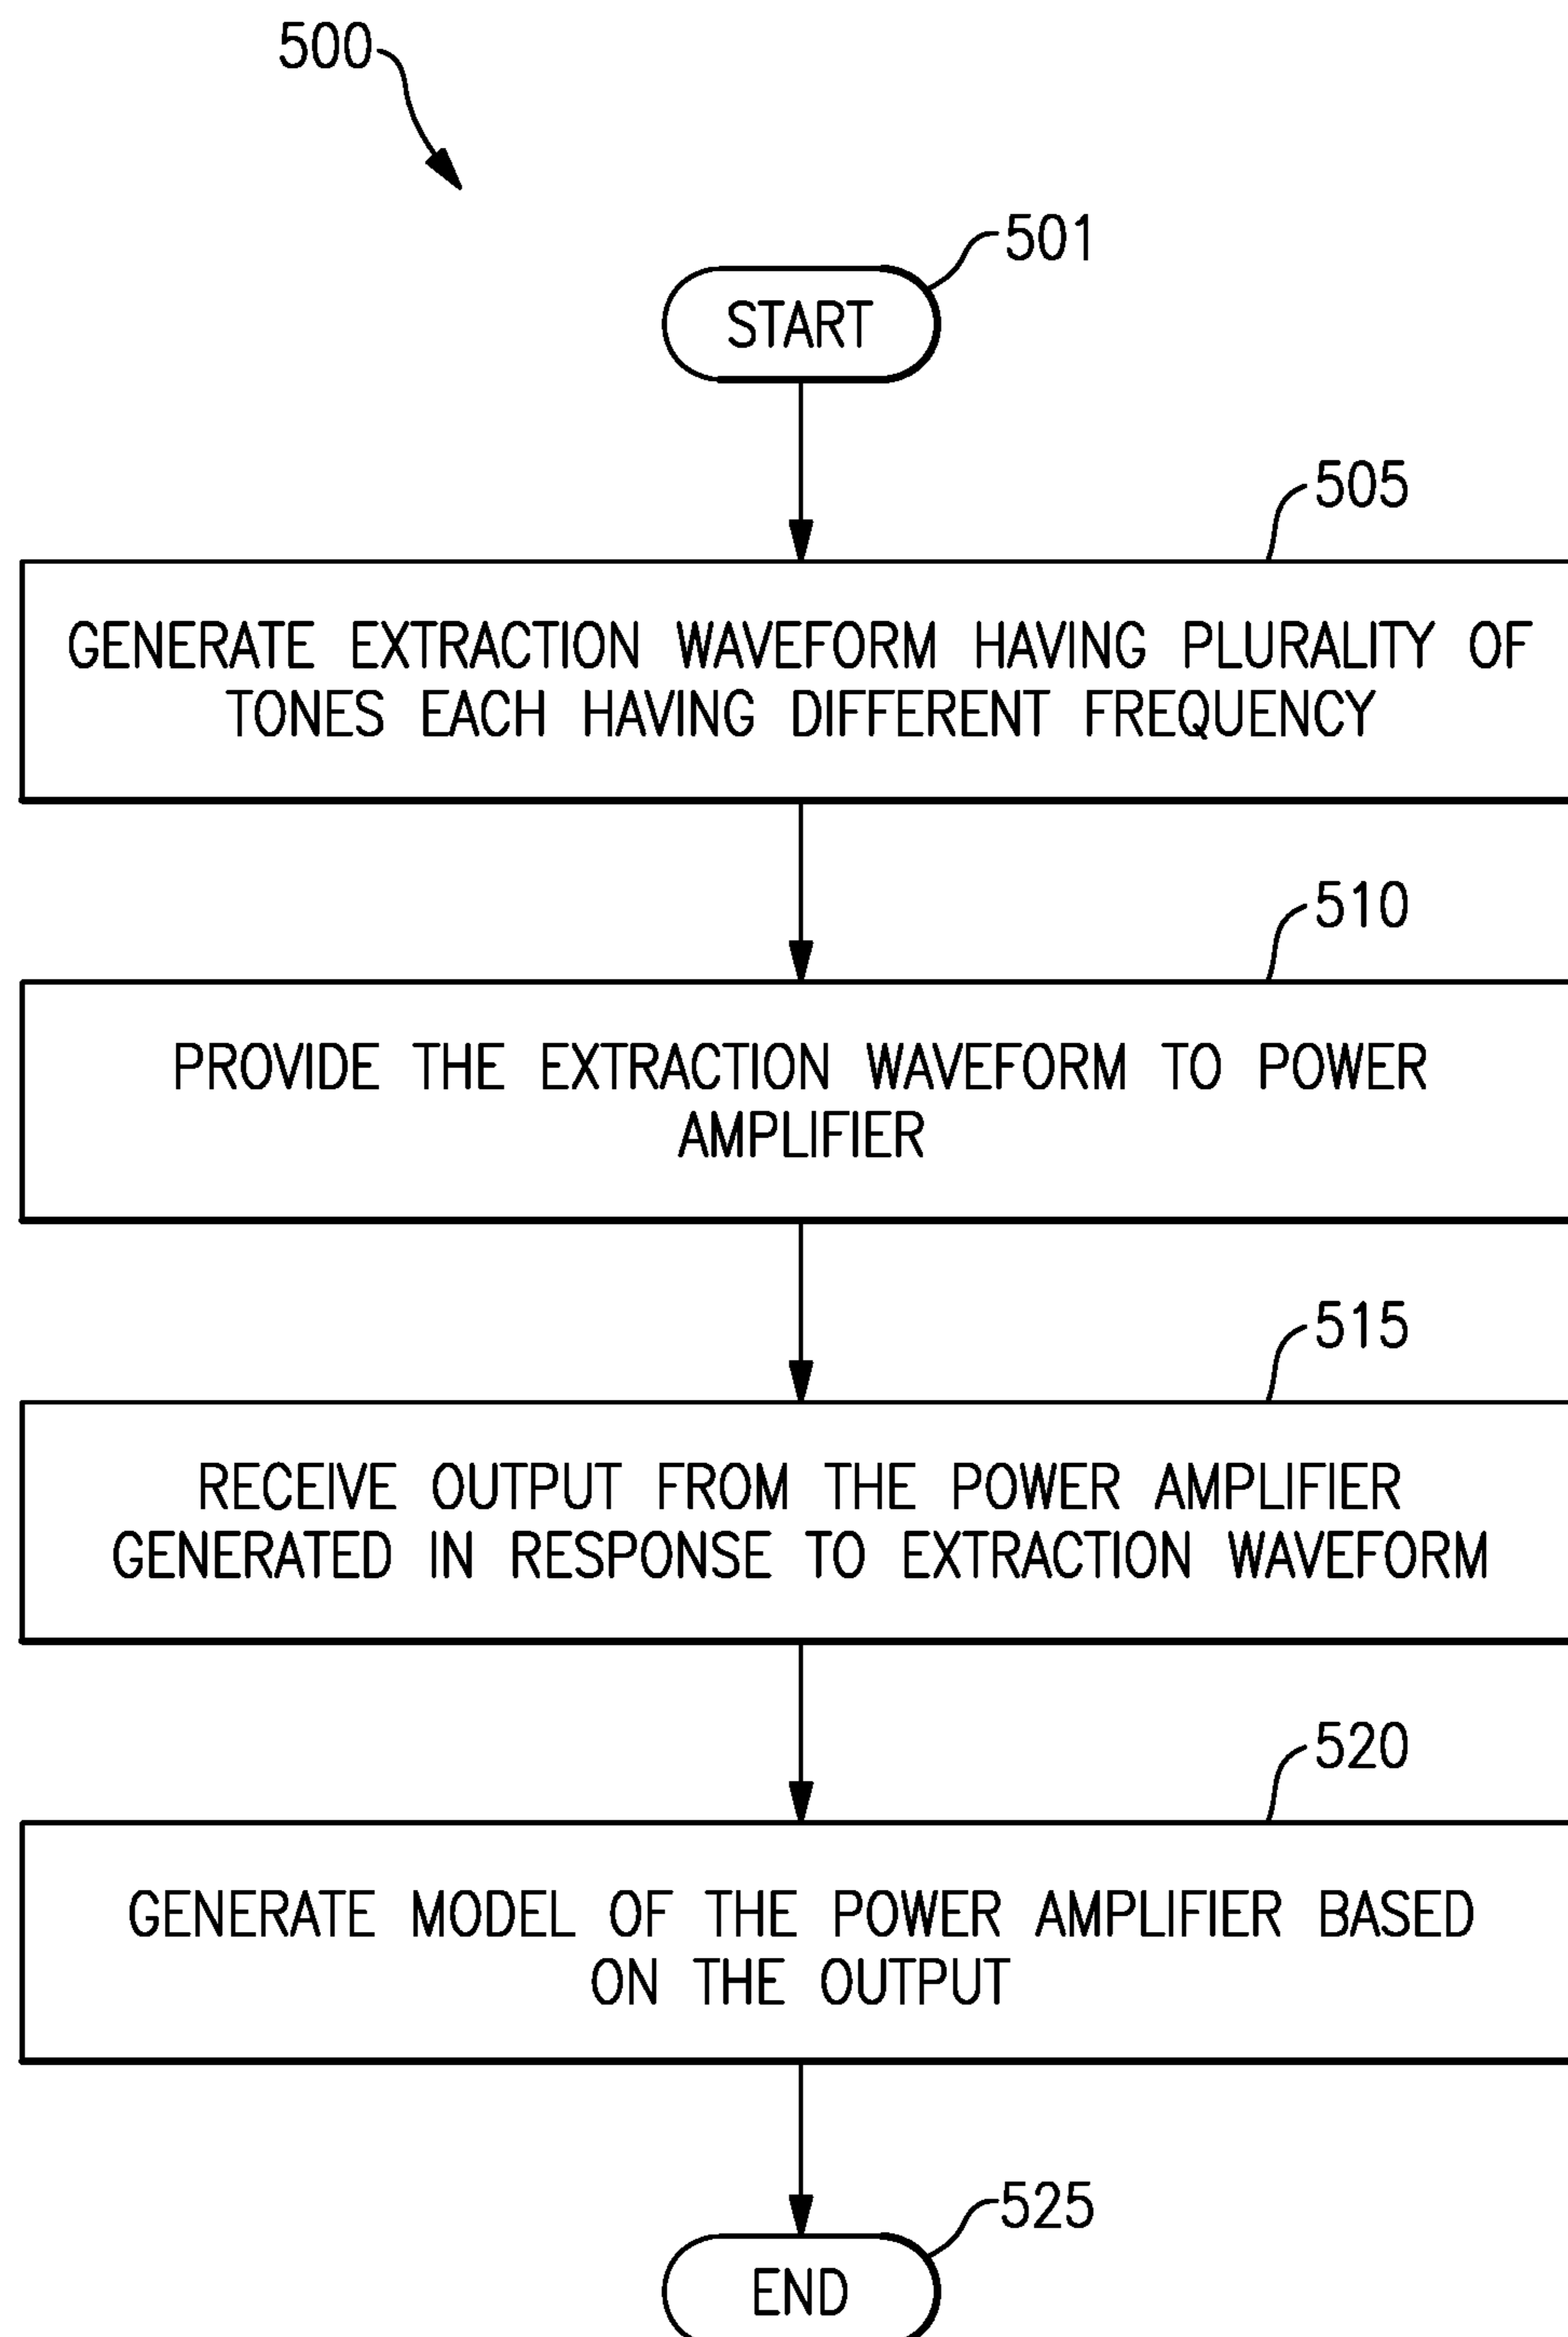 500
501
START
505
GENERATE EXTRACTION WAVEFORM HAVING PLURALITY OF
TONES EACH HAVING DIFFERENT FREQUENCY
510
PROVIDE THE EXTRACTION WAVEFORM TO POWER
AMPLIFIER
515
RECEIVE OUTPUT FROM THE POWER AMPLIFIER
GENERATED IN RESPONSE TO EXTRACTION WAVEFORM
520
GENERATE MODEL OF THE POWER AMPLIFIER BASED
ON THE OUTPUT
525
END